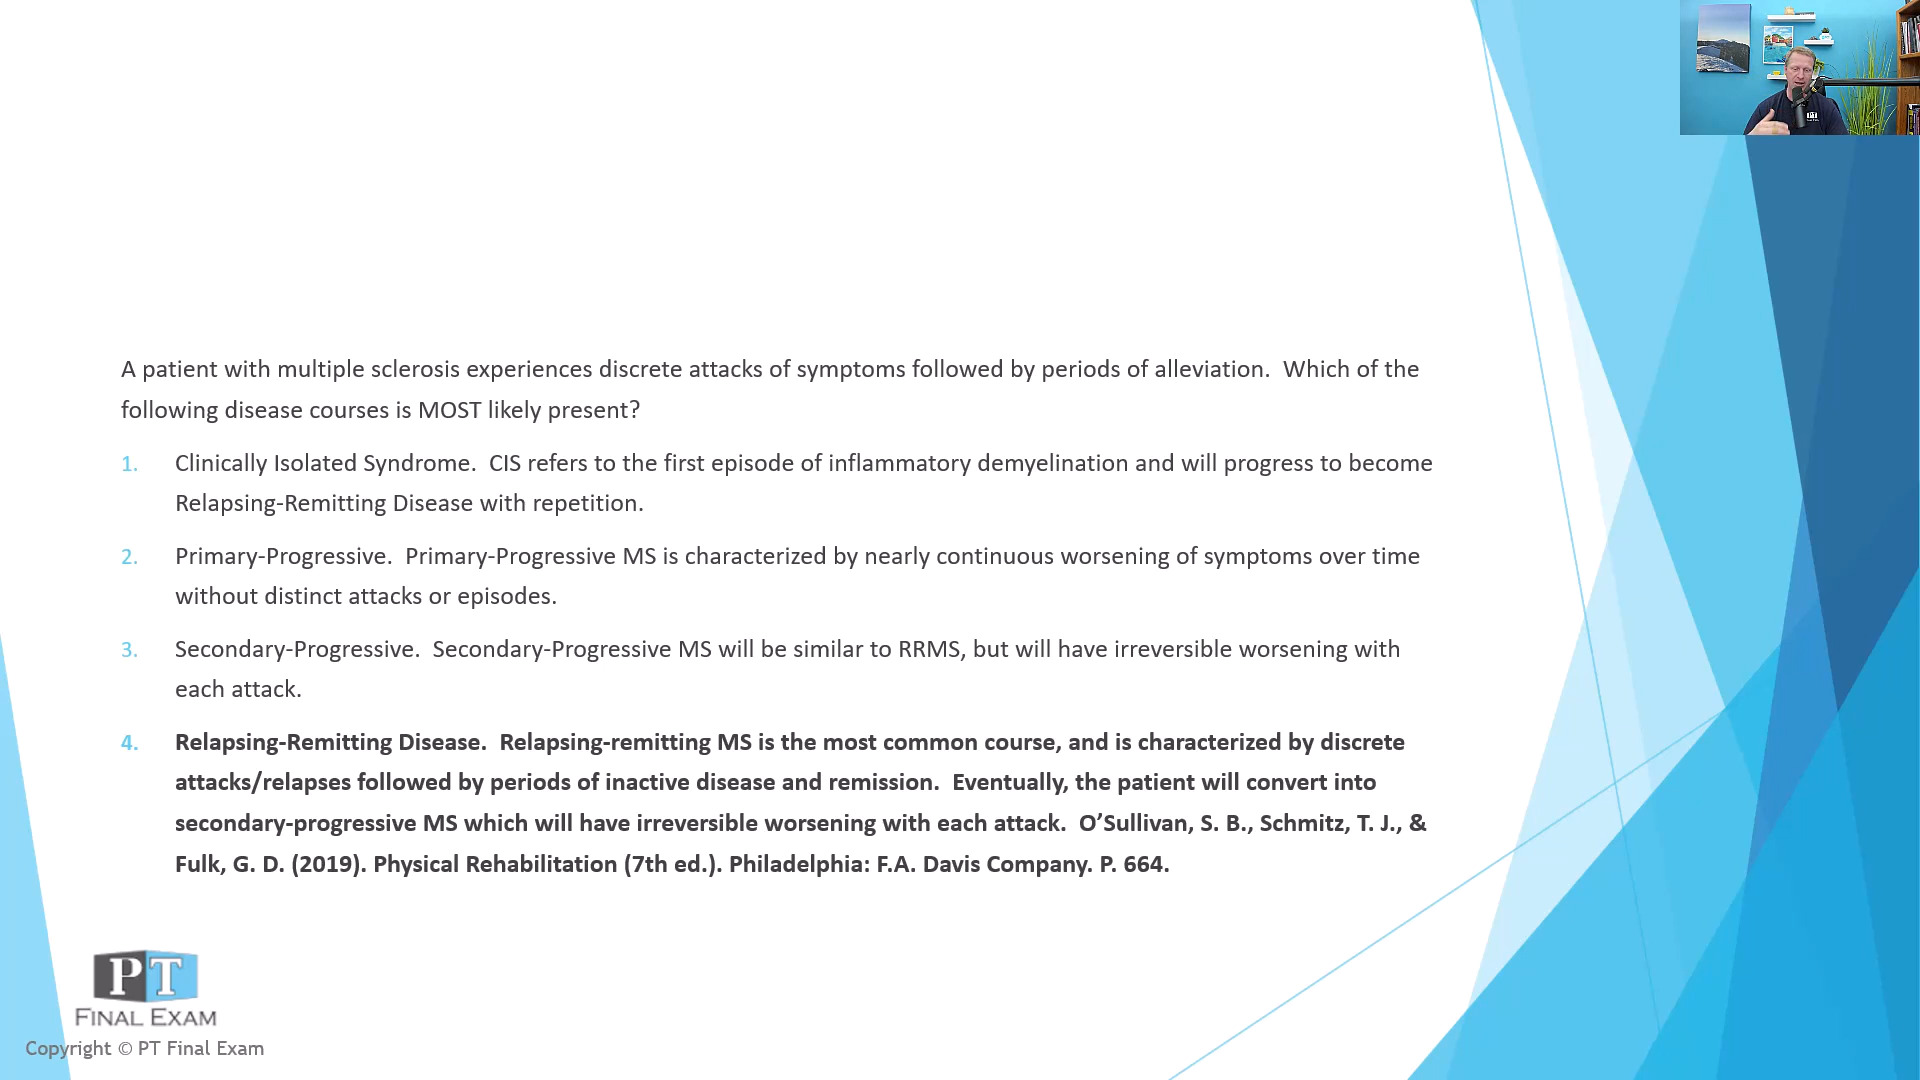 A patient with multiple sclerosis experiences discrete attacks of symptoms followed by periods of alleviation.  Which of the
following disease courses is MOST likely present?
1. Clinically Isolated Syndrome.  CIS refers to the first episode of inflammatory demyelination and will progress to become
Relapsing-Remitting Disease with repetition.
2. Primary-Progressive.  Primary-Progressive MS is characterized by nearly continuous worsening of symptoms over time
without distinct attacks or episodes.
3. Secondary-Progressive.  Secondary-Progressive MS will be similar to RRMS, but will have irreversible worsening with
each attack.
4. Relapsing-Remitting Disease.  Relapsing-remitting MS is the most common course, and is characterized by discrete
attacks/relapses followed by periods of inactive disease and remission.  Eventually, the patient will convert into
secondary-progressive MS which will have irreversible worsening with each attack.  O’Sullivan, S. B., Schmitz, T. J., &
Fulk, G. D. (2019). Physical Rehabilitation (7th ed.). Philadelphia: F.A. Davis Company. P. 664.
PT
FINAL EXAM
Copyright © PT Final Exam